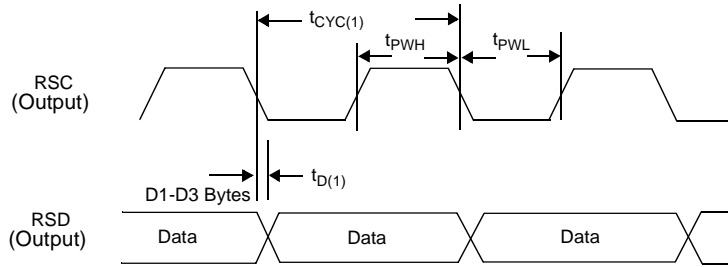 tCYC(1)
tPWH
tPWL
RSC
(Output)
tD(1)
D1-D3 Bytes
RSD
(Output)
Data
Data
Data